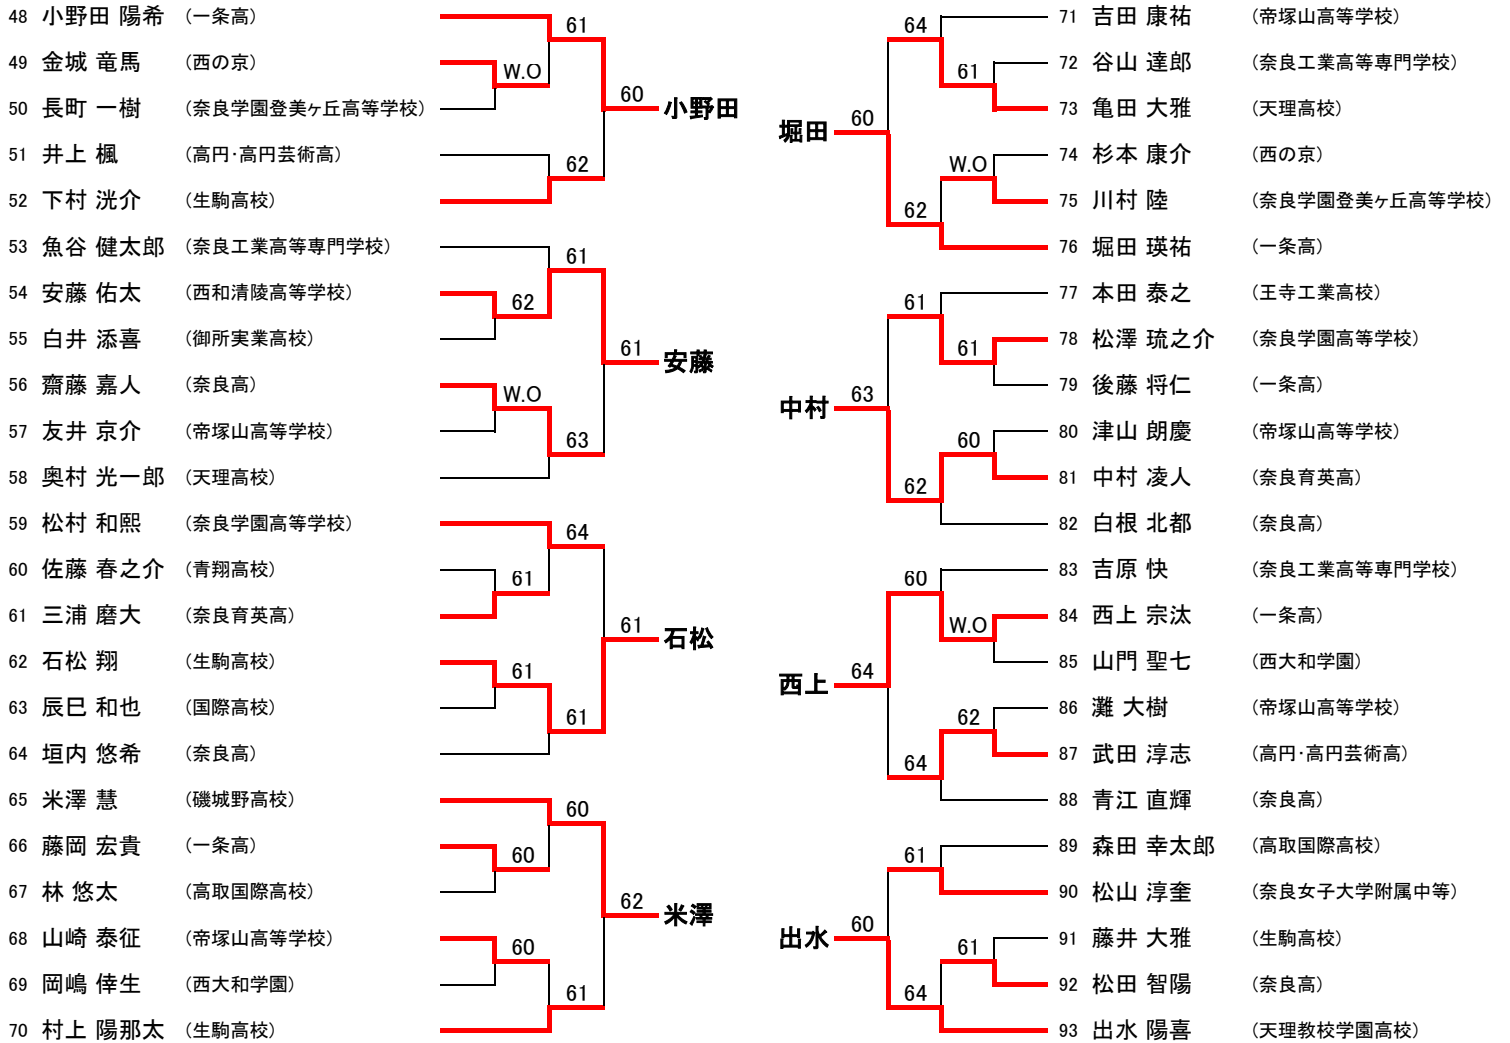 48 小野田 陽希 (一条高)
49 金城 竜馬 (西の京)
50 長町 一樹 (奈良学園登美ヶ丘高等学校)
51 井上 楓 (高円・高円芸術高)
52 下村 洸介 (生駒高校)
61
W.O
62
60
小野田
53 魚谷 健太郎 (奈良工業高等専門学校)
54 安藤 佑太 (西和清陵高等学校)
55 白井 添喜 (御所実業高校)
56 齋藤 嘉人 (奈良高)
57 友井 京介 (帝塚山高等学校)
58 奥村 光一郎 (天理高校)
61
62
W.O
63
61
安藤
59 松村 和熙 (奈良学園高等学校)
60 佐藤 春之介 (青翔高校)
61 三浦 磨大 (奈良育英高)
62 石松 翔 (生駒高校)
63 辰巳 和也 (国際高校)
64 垣内 悠希 (奈良高)
64
61
61
61
61
石松
65 米澤 慧 (磯城野高校)
66 藤岡 宏貴 (一条高)
67 林 悠太 (高取国際高校)
68 山崎 泰征 (帝塚山高等学校)
69 岡嶋 倖生 (西大和学園)
70 村上 陽那太 (生駒高校)
60
60
60
61
62
米澤
71 吉田 康祐 (帝塚山高等学校)
72 谷山 達郎 (奈良工業高等専門学校)
73 亀田 大雅 (天理高校)
74 杉本 康介 (西の京)
75 川村 陸 (奈良学園登美ヶ丘高等学校)
76 堀田 瑛祐 (一条高)
64
61
W.O
62
60
堀田
77 本田 泰之 (王寺工業高校)
78 松澤 琉之介 (奈良学園高等学校)
79 後藤 将仁 (一条高)
80 津山 朗慶 (帝塚山高等学校)
81 中村 凌人 (奈良育英高)
82 白根 北都 (奈良高)
61
61
60
62
63
中村
83 吉原 快 (奈良工業高等専門学校)
84 西上 宗汰 (一条高)
85 山門 聖七 (西大和学園)
86 灘 大樹 (帝塚山高等学校)
87 武田 淳志 (高円・高円芸術高)
88 青江 直輝 (奈良高)
60
W.O
62
64
64
西上
89 森田 幸太郎 (高取国際高校)
90 松山 淳奎 (奈良女子大学附属中等)
91 藤井 大雅 (生駒高校)
92 松田 智陽 (奈良高)
93 出水 陽喜 (天理教校学園高校)
61
61
64
60
出水